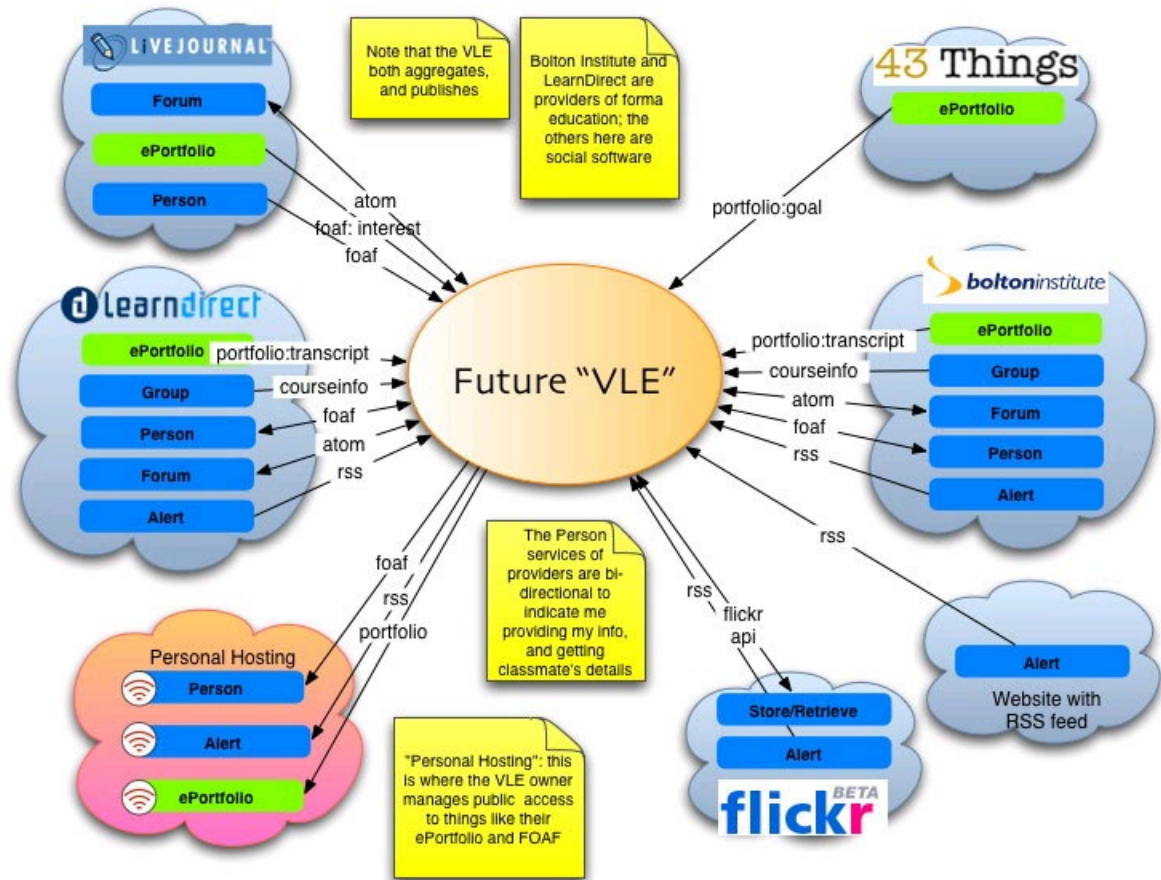 LiVEJOURNAL
Forum
ePortfolio
Person
Note that the VLE
both aggregates,
and publishes
Bolton Institute and
LearnDirect are
providers of forma
education; the
others here are
social software
43 Things
ePortfolio
atom
foaf: interest
foaf
portfolio:goal
d Learndirect
ePortfolio
Group
Person
Forum
Alert
portfolio:transcript
courseinfo
foaf
atom
rss
Future "VLE"
boltoninstitute
ePortfolio
Group
Forum
Person
Alert
portfolio:transcript
courseinfo
atom
foaf
rss
foaf
rss
portfolio
Personal Hosting
Person
Alert
ePortfolio
The Person
services of
providers are bi-
directional to
indicate me
providing my info,
and getting
classmate's details
"Personal Hosting": this
is where the VLE owner
manages public access
to things like their
ePortfolio and FOAF
rss
flickr
api
Store/Retrieve
Alert
flickr BETA
rss
Alert
Website with
RSS feed